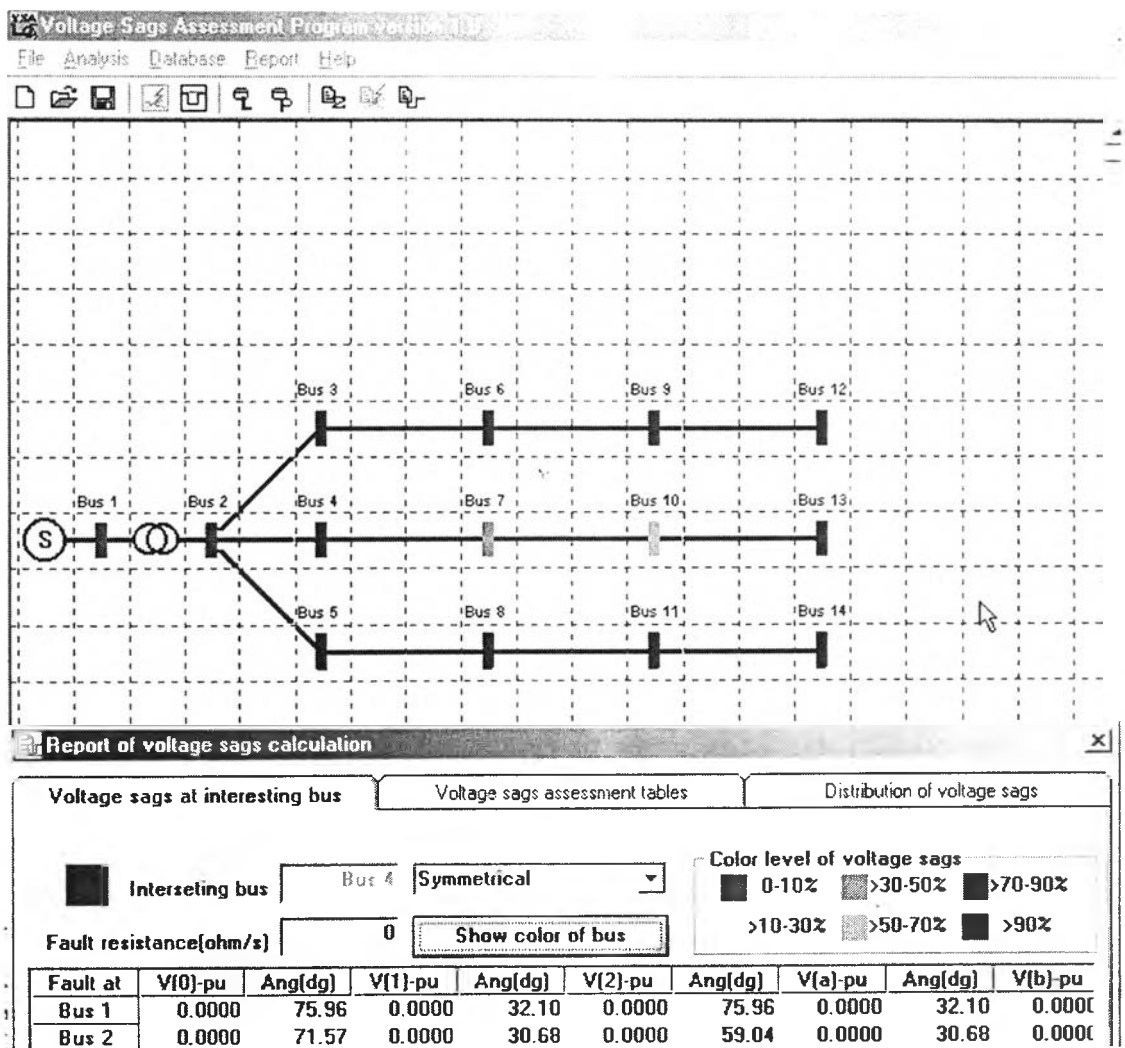 Voltage Sags Assessment Program version 1.0
File Analysis Database Report Help
Bus 3 Bus 6 Bus 9 Bus 12
Bus 1 Bus 2 Bus 4 Bus 7 Bus 10 Bus 13
S
Bus 5 Bus 8 Bus 11 Bus 14
Report of voltage sags calculation
Voltage sags at interesting bus Voltage sags assessment tables Distribution of voltage sags
Color level of voltage sags
Interseting bus Bus 4 Symmetrical 0-10% >30-50% >70-90%
Fault resistance(ohm/s) 0 Show color of bus >10-30% >50-70% >90%
Fault at V(0)-pu Ang(dg) V(1)-pu Ang(dg) V(2)-pu Ang(dg) V(a)-pu Ang(dg) V(b)-pu
Bus 1 0.0000 75.96 0.0000 32.10 0.0000 75.96 0.0000 32.10 0.0000
Bus 2 0.0000 71.57 0.0000 30.68 0.0000 59.04 0.0000 30.68 0.0000